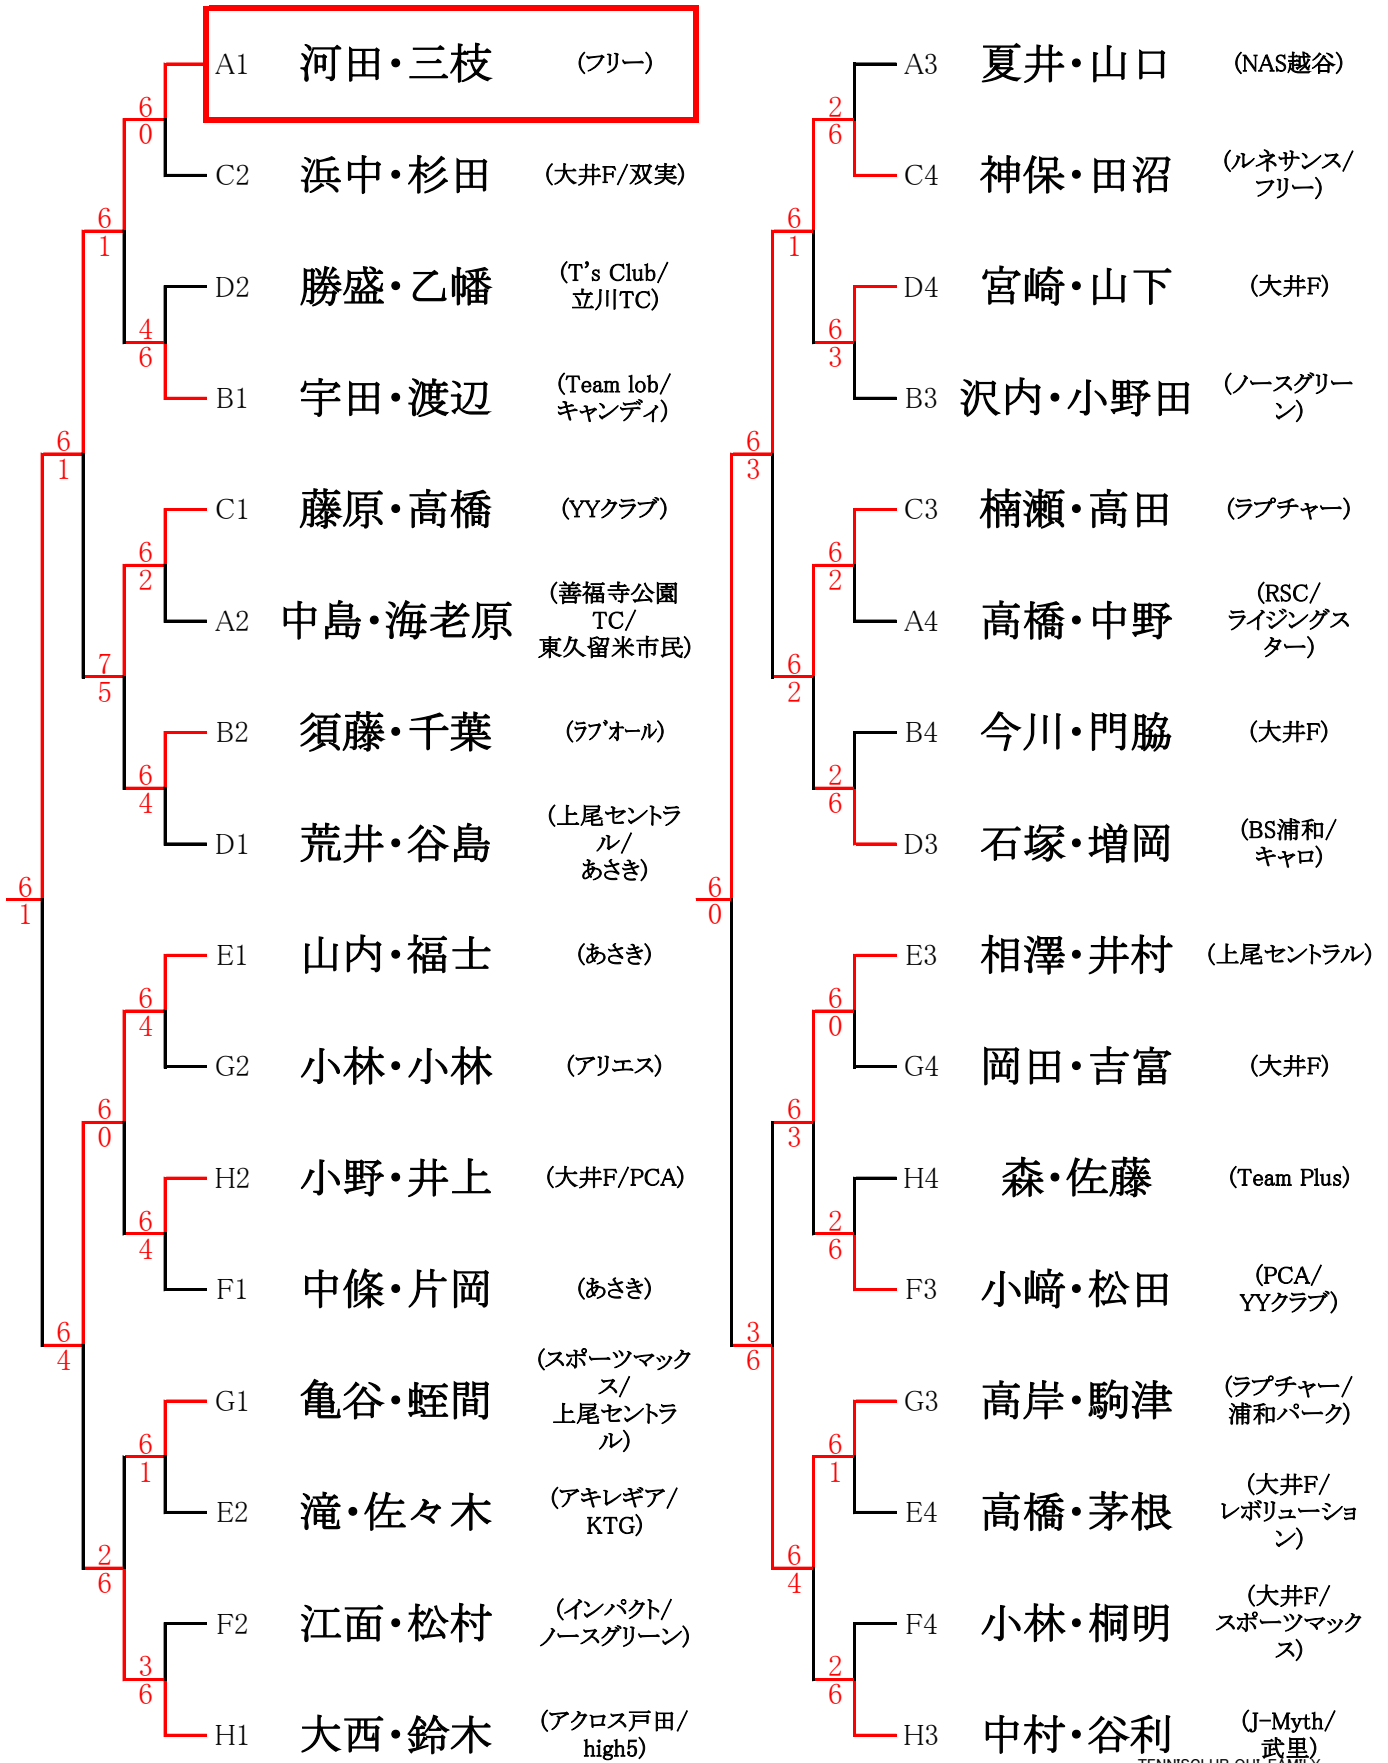 A1 河田・三枝 (フリー)
6
0
C2 浜中・杉田 (大井F/双実)
6
1
D2 勝盛・乙幡 (T's Club/
立川TC)
4
6
B1 宇田・渡辺 (Team lob/
キャンディ)
6
1
C1 藤原・高橋 (YYクラブ)
6
2
A2 中島・海老原 (善福寺公園
TC/
東久留米市民)
7
5
B2 須藤・千葉 (ラブオール)
6
4
D1 荒井・谷島 (上尾セントラ
ル/
あさき)
6
1
E1 山内・福士 (あさき)
6
4
G2 小林・小林 (アリエス)
6
0
H2 小野・井上 (大井F/PCA)
6
4
F1 中條・片岡 (あさき)
6
4
G1 亀谷・蛭間 (スポーツマック
ス/
上尾セントラ
ル)
6
1
E2 滝・佐々木 (アキレギア/
KTG)
2
6
F2 江面・松村 (インパクト/
ノースグリーン)
3
6
H1 大西・鈴木 (アクロス戸田/
high5)
A3 夏井・山口 (NAS越谷)
2
6
C4 神保・田沼 (ルネサンス/
フリー)
6
1
D4 宮崎・山下 (大井F)
6
3
B3 沢内・小野田 (ノースグリー
ン)
6
3
C3 楠瀬・高田 (ラプチャー)
6
2
A4 高橋・中野 (RSC/
ライジングス
ター)
6
2
B4 今川・門脇 (大井F)
2
6
D3 石塚・増岡 (BS浦和/
キャロ)
6
0
E3 相澤・井村 (上尾セントラル)
6
0
G4 岡田・吉富 (大井F)
6
3
H4 森・佐藤 (Team Plus)
2
6
F3 小﨑・松田 (PCA/
YYクラブ)
3
6
G3 高岸・駒津 (ラプチャー/
浦和パーク)
6
1
E4 高橋・茅根 (大井F/
レボリューショ
ン)
6
4
F4 小林・桐明 (大井F/
スポーツマック
ス)
2
6
H3 中村・谷利 (J-Myth/
武里)
TENNISCLUB OHI FAMILY